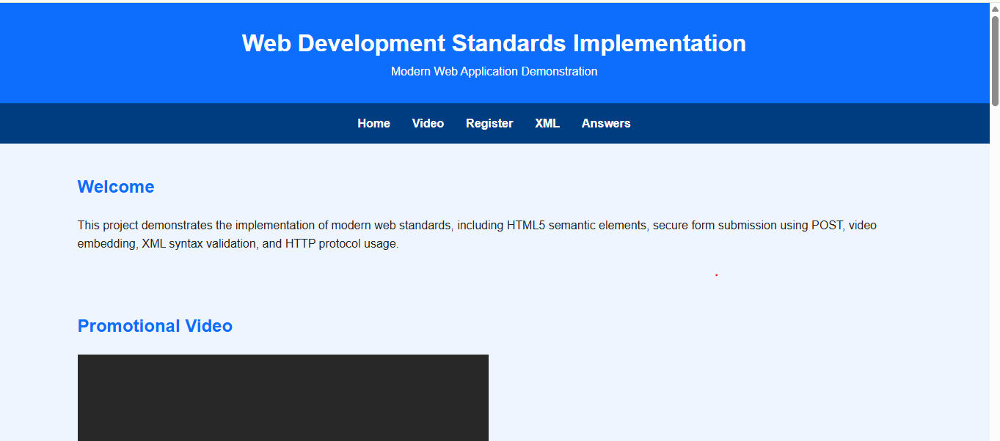 Web Development Standards Implementation
Modern Web Application Demonstration
Home Video Register XML Answers
Welcome
This project demonstrates the implementation of modern web standards, including HTML5 semantic elements, secure form submission using POST, video
embedding, XML syntax validation, and HTTP protocol usage.
Promotional Video